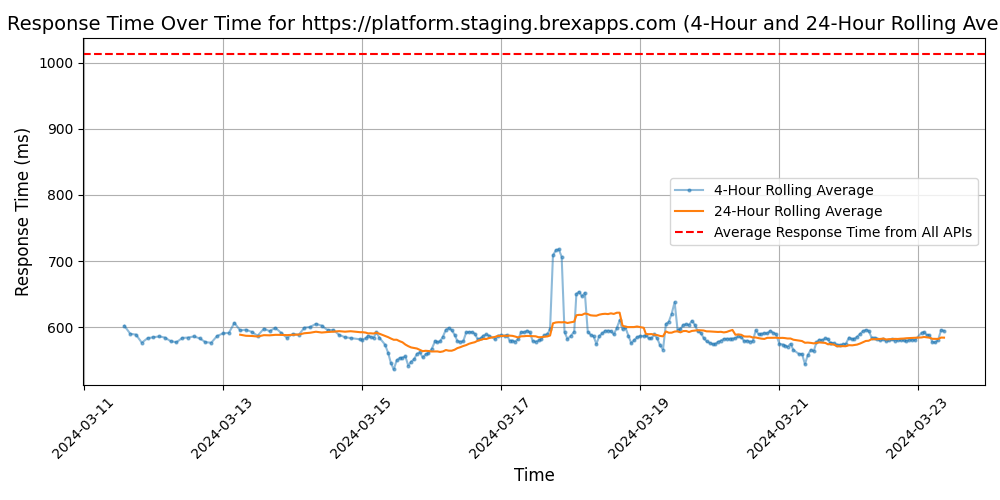 Response Time Over Time for https://platform.staging.brexapps.com (4-Hour and 24-Hour Rolling Ave
Response Time (ms)
1000
900
800
700
600
4-Hour Rolling Average
24-Hour Rolling Average
Average Response Time from All APIs
2024-03-11
2024-03-13
2024-03-15
2024-03-17
2024-03-19
2024-03-21
2024-03-23
Time